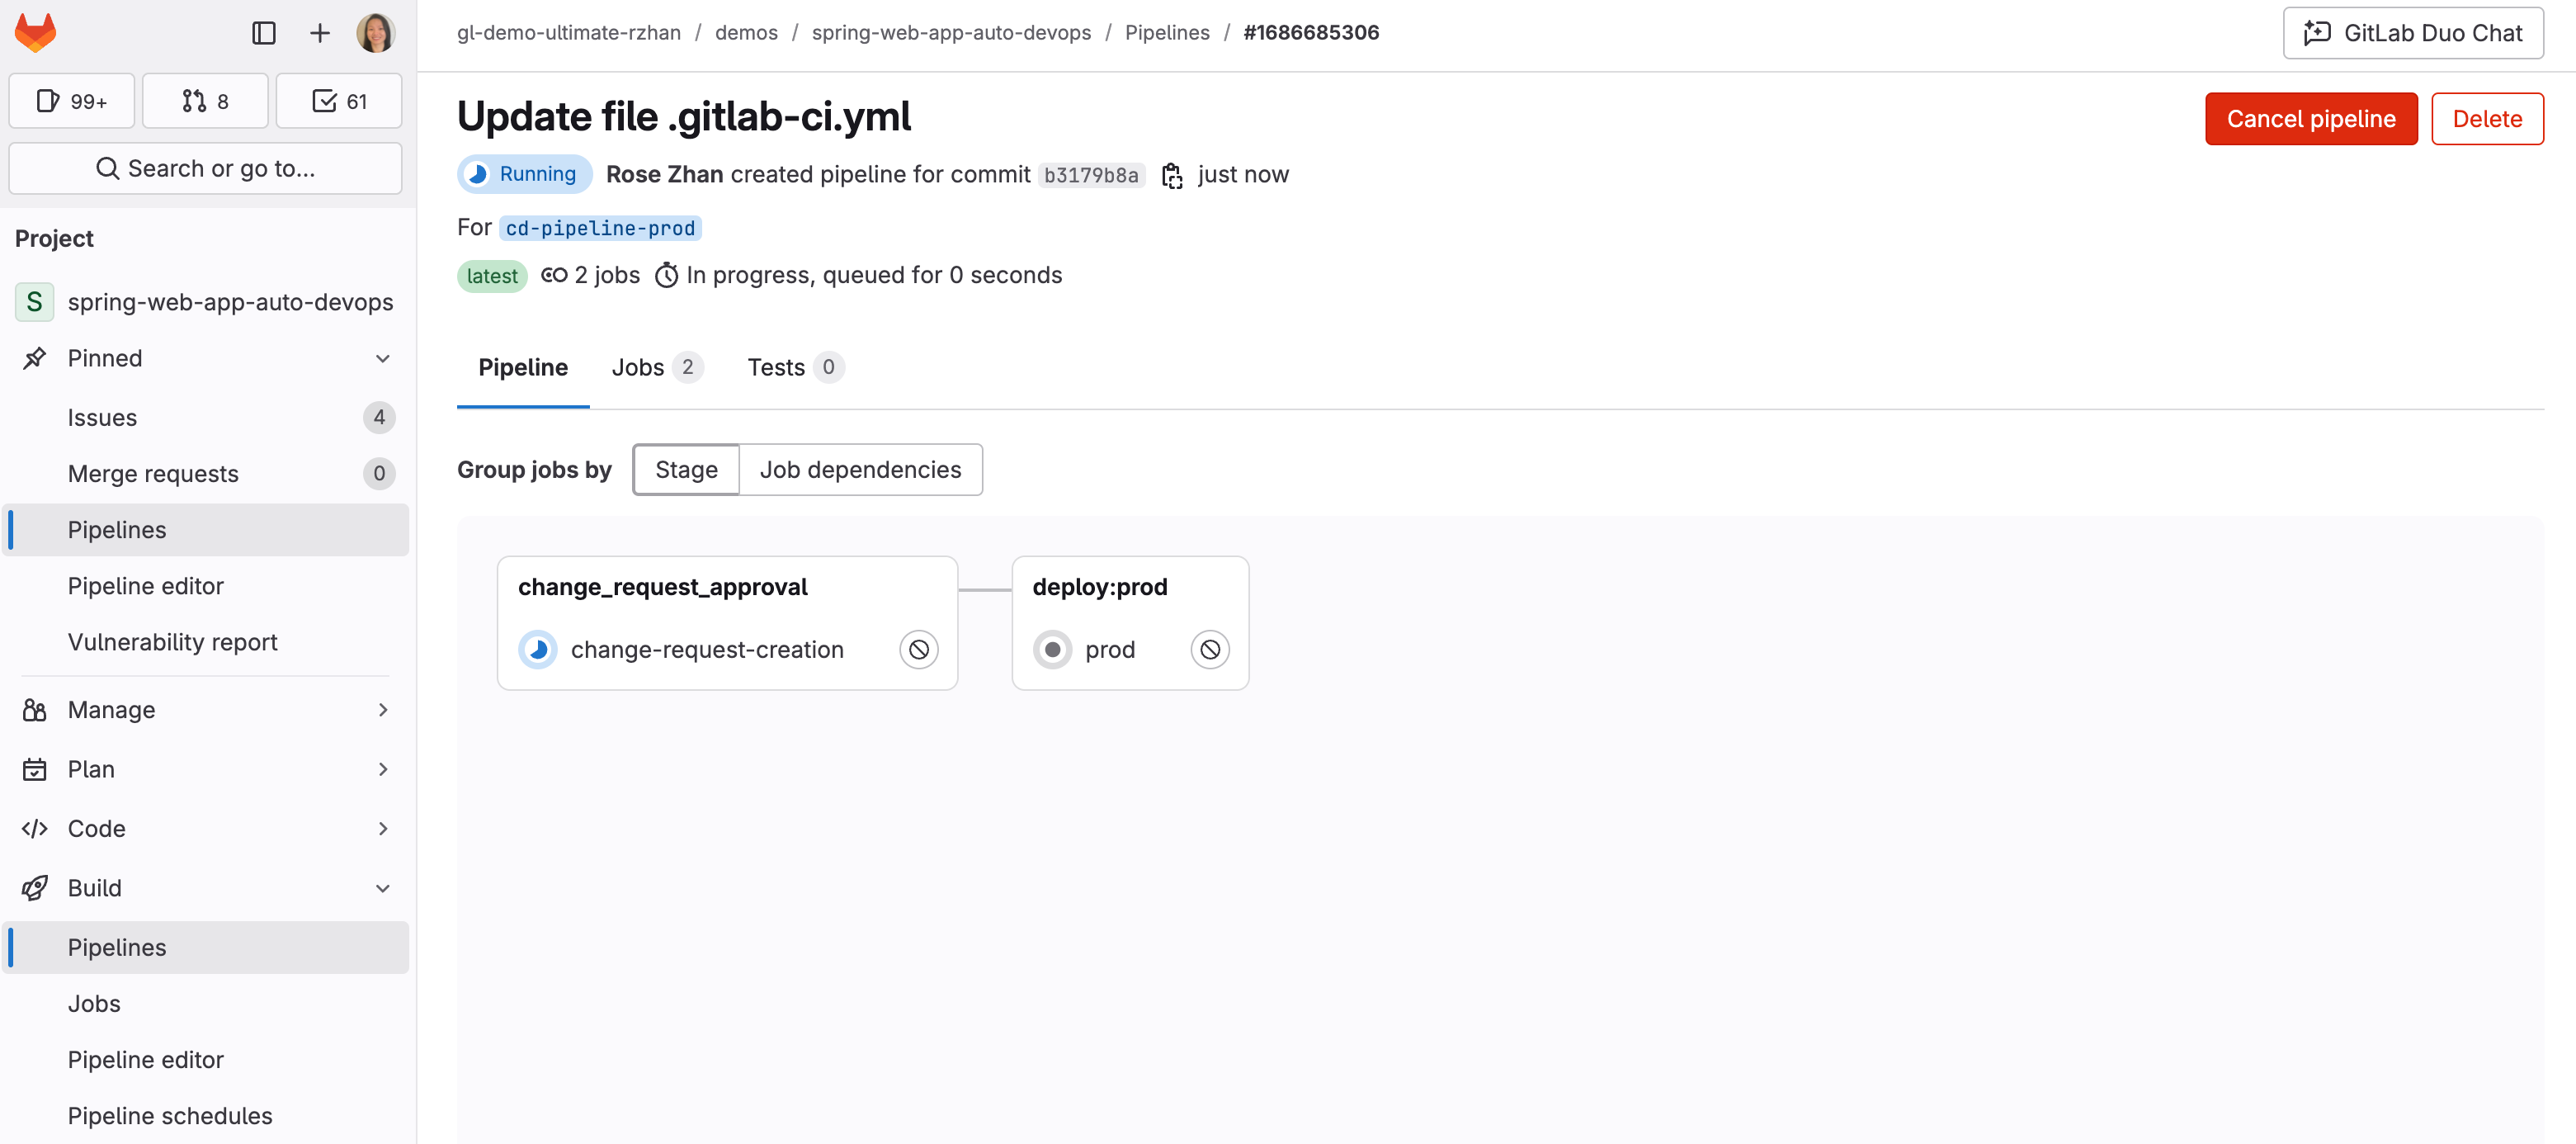 gl-demo-ultimate-rzhan / demos / spring-web-app-auto-devops / Pipelines / #1686685306
GitLab Duo Chat
99+
8
61
Search or go to...
Project
S spring-web-app-auto-devops
Pinned
Issues 4
Merge requests 0
Pipelines
Pipeline editor
Vulnerability report
Manage
Plan
Code
Build
Pipelines
Jobs
Pipeline editor
Pipeline schedules
Update file .gitlab-ci.yml
Cancel pipeline
Delete
Running Rose Zhan created pipeline for commit b3179b8a just now
For cd-pipeline-prod
latest 2 jobs In progress, queued for 0 seconds
Pipeline Jobs 2 Tests 0
Group jobs by Stage Job dependencies
change_request_approval
change-request-creation
deploy:prod
prod